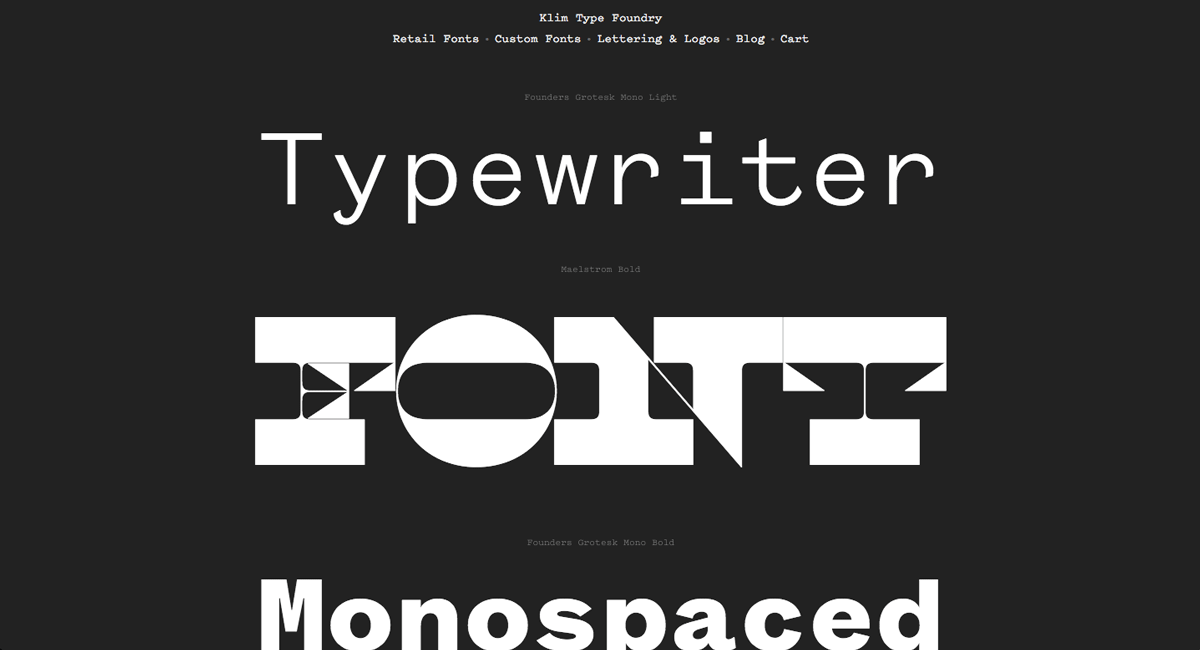 Klim Type Foundry
Retail Fonts • Custom Fonts • Lettering & Logos • Blog • Cart
Founders Grotesk Mono Light
Typewriter
Maelstrom Bold
FONT
Founders Grotesk Mono Bold
Monospaced